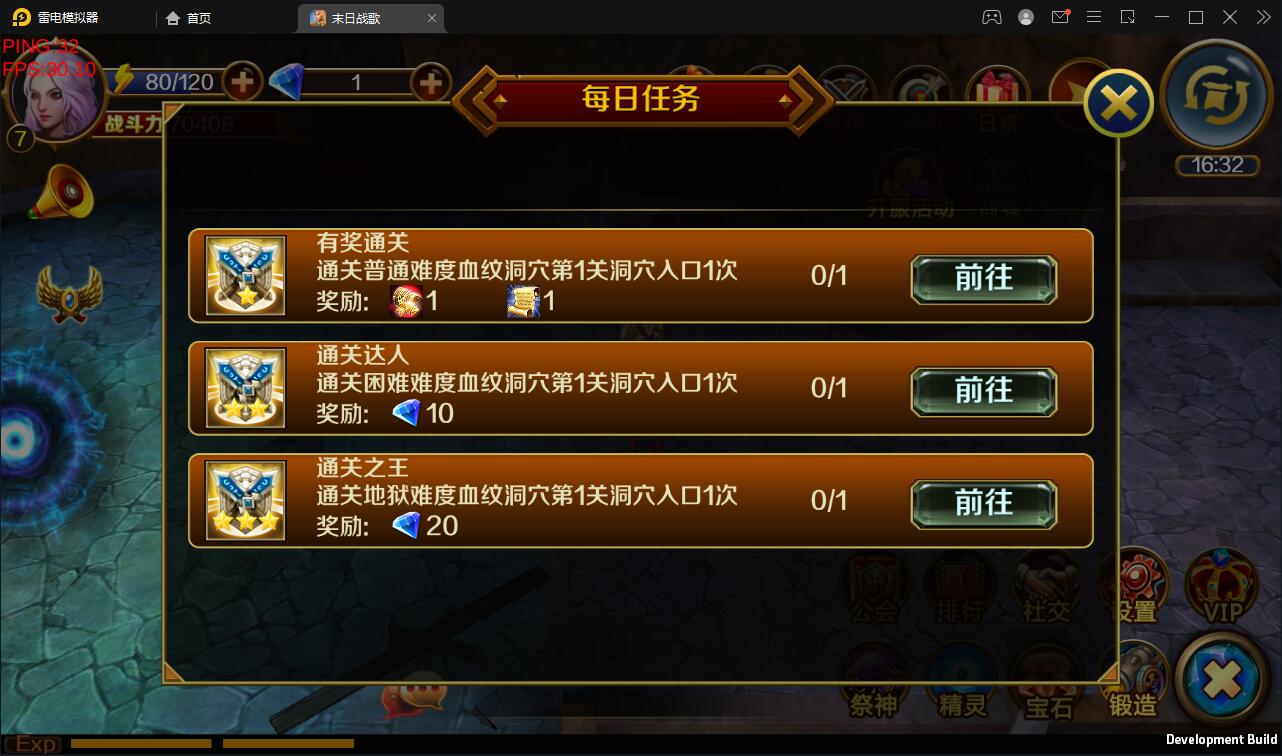 雷电模拟器
首页
末日战歌
PING:32
FPS:30.10
80/120
1
每日任务
战斗力 70408
7
活动
日常
16:32
开服活动
商城
有奖通关
通关普通难度血纹洞穴第1关洞穴入口1次
奖励: 1 1
0/1
前往
通关达人
通关困难难度血纹洞穴第1关洞穴入口1次
奖励: 10
0/1
前往
通关之王
通关地狱难度血纹洞穴第1关洞穴入口1次
奖励: 20
0/1
前往
公会
排行
社交
设置
VIP
祭神
精灵
宝石
锻造
Exp
Development Build